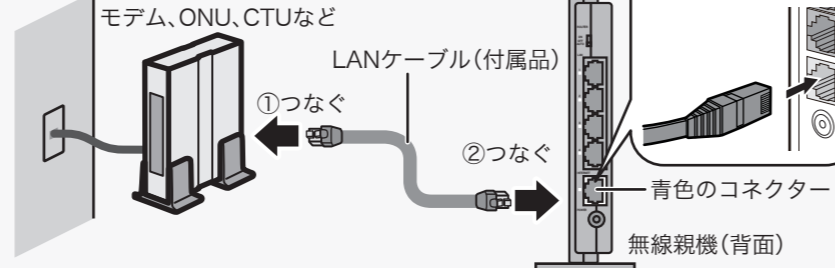 モデム、ONU、CTUなど
LANケーブル（付属品）
①つなぐ
②つなぐ
青色のコネクター
無線親機（背面）